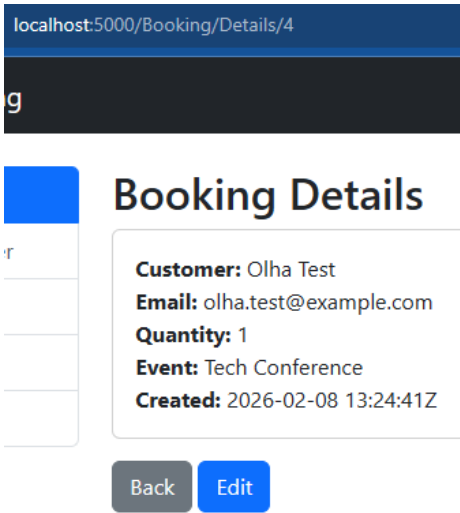 localhost:5000/Booking/Details/4
Booking Details
Customer: Olha Test
Email: olha.test@example.com
Quantity: 1
Event: Tech Conference
Created: 2026-02-08 13:24:41Z
Back Edit